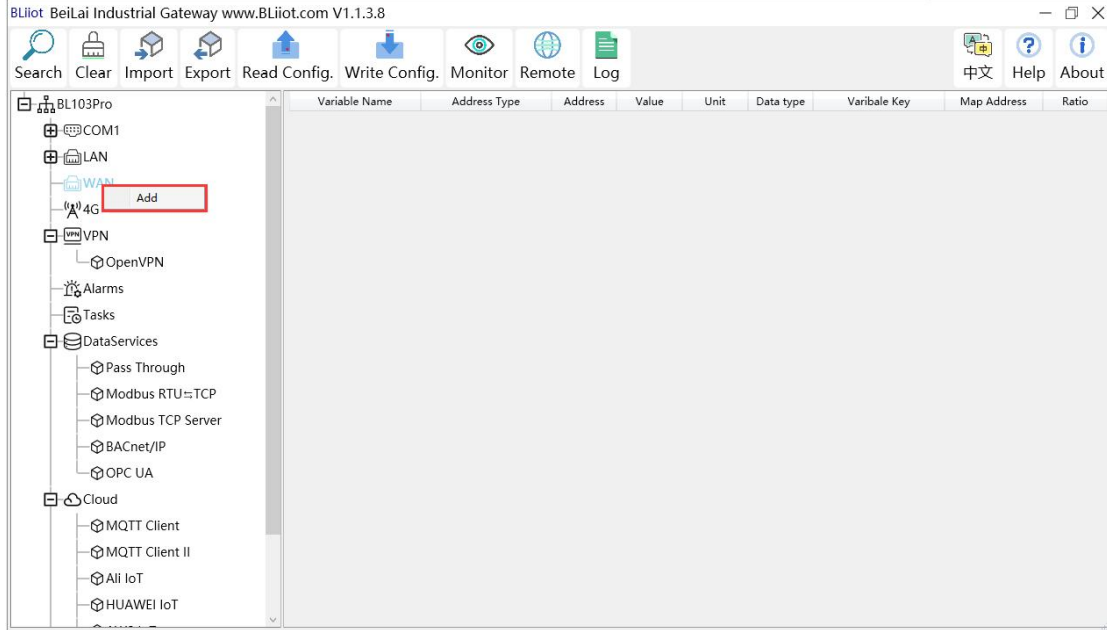 BLiiot BeiLai Industrial Gateway www.BLiiot.com V1.1.3.8
Search Clear Import Export Read Config. Write Config. Monitor Remote Log 中文 Help About
Variable Name Address Type Address Value Unit Data type Varibale Key Map Address Ratio
BL103Pro
COM1
LAN
WAN
Add
4G
VPN VPN
OpenVPN
Alarms
Tasks
DataServices
Pass Through
Modbus RTU⇆TCP
Modbus TCP Server
BACnet/IP
OPC UA
Cloud
MQTT Client
MQTT Client II
Ali IoT
HUAWEI IoT